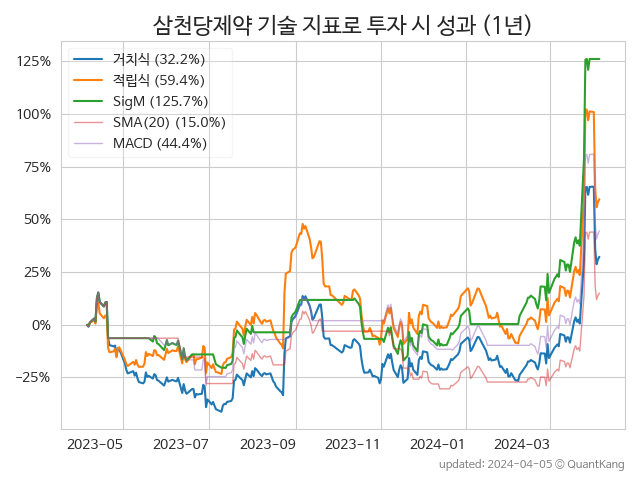 삼천당제약 기술 지표로 투자 시 성과 (1년)
거치식 (32.2%)
적립식 (59.4%)
SigM (125.7%)
SMA(20) (15.0%)
MACD (44.4%)
125%
100%
75%
50%
25%
0%
−25%
2023−05 2023−07 2023−09 2023−11 2024−01 2024−03
updated: 2024-04-05 © QuantKang